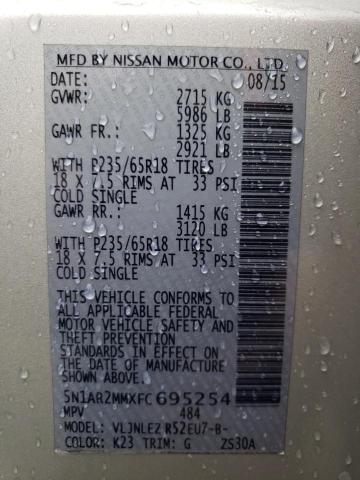 MFD BY NISSAN MOTOR CO., LTD.
DATE: 08/15
GVWR: 2715 KG
5986 LB
GAWR FR.: 1325 KG
2921 LB
WITH P235/65R18 TIRES
18 X 7.5 RIMS AT 33 PSI
COLD SINGLE
GAWR RR.: 1415 KG
3120 LB
WITH P235/65R18 TIRES
18 X 7.5 RIMS AT 33 PSI
COLD SINGLE
THIS VEHICLE CONFORMS TO
ALL APPLICABLE FEDERAL
MOTOR VEHICLE SAFETY AND
THEFT PREVENTION
STANDARDS IN EFFECT ON
THE DATE OF MANUFACTURE
SHOWN ABOVE.
5N1AR2MMXFC695254
MPV 484
MODEL: VLJNLEZ R52EU7-B-
COLOR: K23 TRIM: G ZS30A